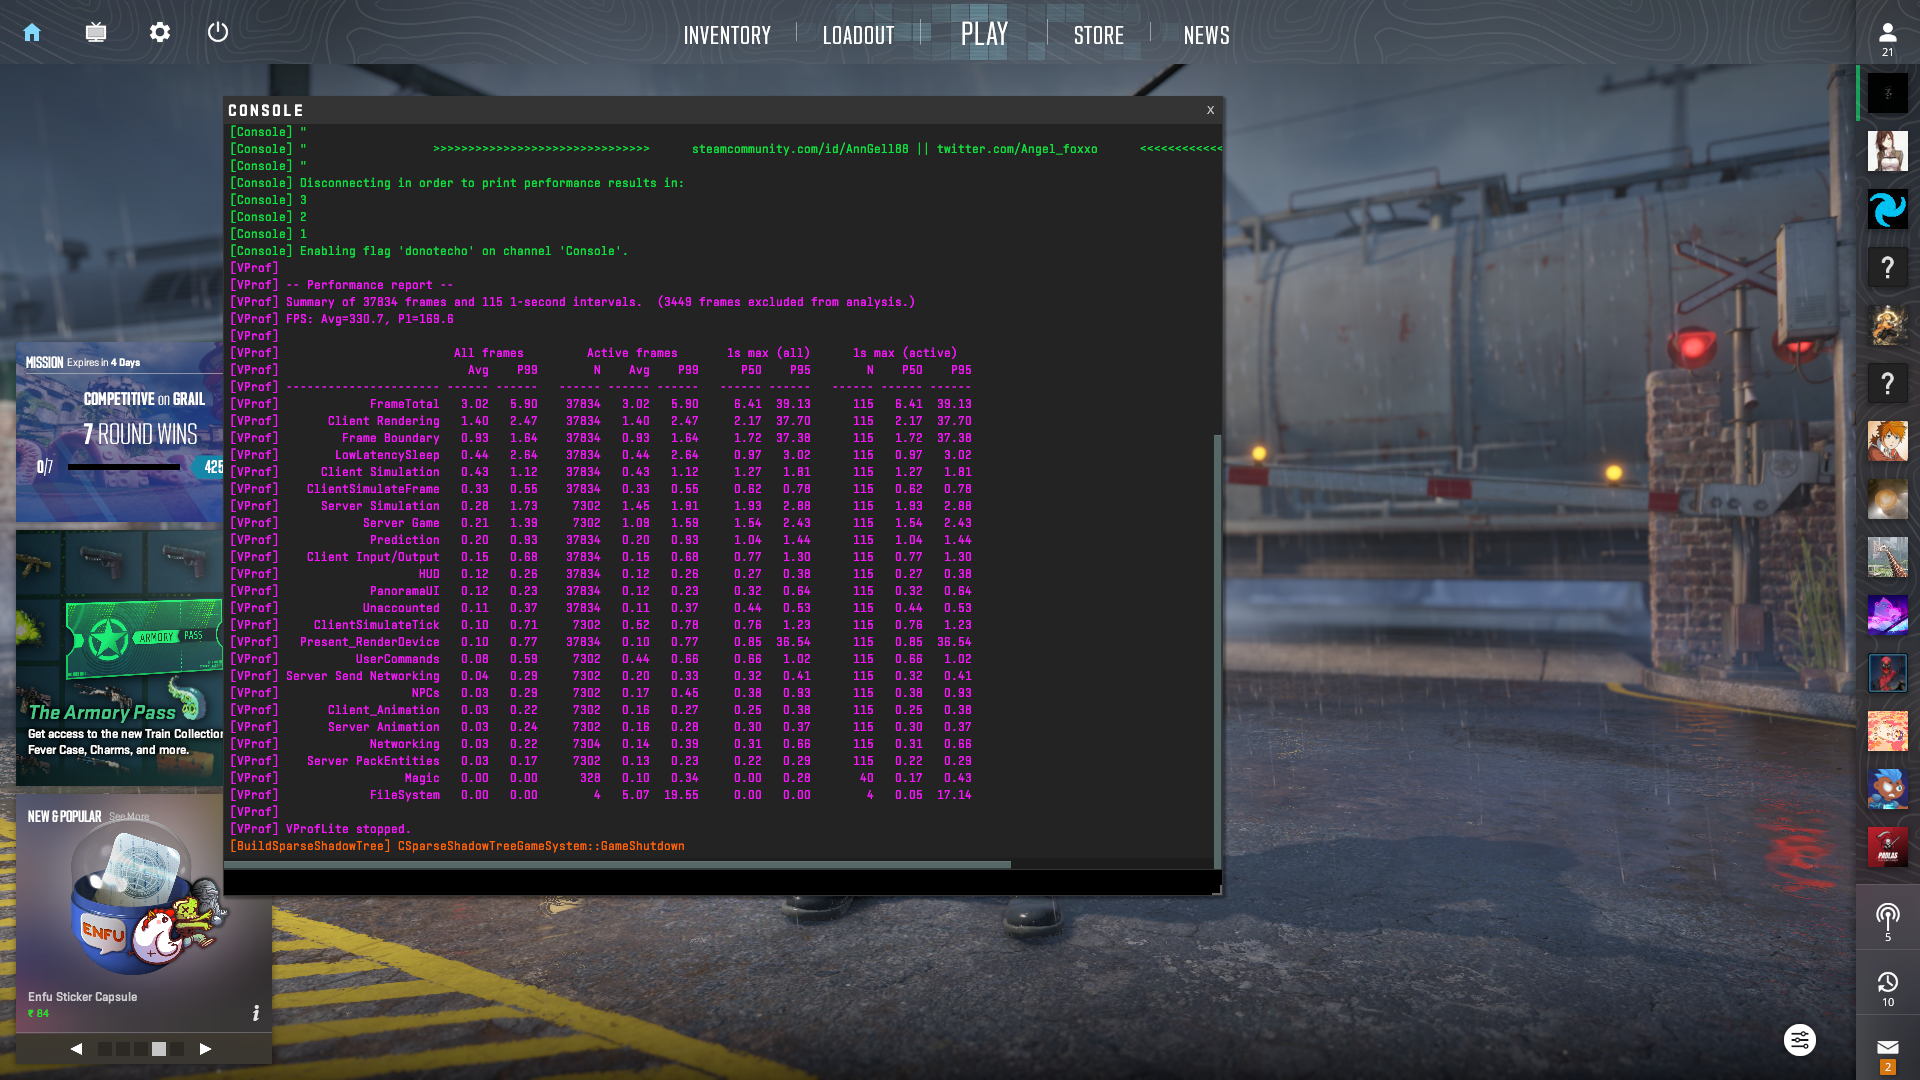 INVENTORY
LOADOUT
PLAY
STORE
NEWS
21
CONSOLE
X
[Console] "
[Console] " >>>>>>>>>>>>>>>>>>>>>>>>>>>>>>> steamcommunity.com/id/AnnGell88 || twitter.com/Angel_foxxo <<<<<<<<<<<<
[Console] "
[Console] Disconnecting in order to print performance results in:
[Console] 3
[Console] 2
[Console] 1
[Console] Enabling flag 'donotecho' on channel 'Console'.
[VProf]
[VProf] -- Performance report --
[VProf] Summary of 37834 frames and 115 1-second intervals. (3449 frames excluded from analysis.)
[VProf] FPS: Avg=330.7, P1=169.6
[VProf]
[VProf] All frames Active frames 1s max (all) 1s max (active)
[VProf] Avg P99 N Avg P99 P50 P95 N P50 P95
[VProf] ---------------------- ------ ------ ------ ------ ------ ------ ------ ------ ------ ------
[VProf] FrameTotal 3.02 5.90 37834 3.02 5.90 6.41 39.13 115 6.41 39.13
[VProf] Client Rendering 1.40 2.47 37834 1.40 2.47 2.17 37.70 115 2.17 37.70
[VProf] Frame Boundary 0.93 1.64 37834 0.93 1.64 1.72 37.38 115 1.72 37.38
[VProf] LowLatencySleep 0.44 2.64 37834 0.44 2.64 0.97 3.02 115 0.97 3.02
[VProf] Client Simulation 0.43 1.12 37834 0.43 1.12 1.27 1.81 115 1.27 1.81
[VProf] ClientSimulateFrame 0.33 0.55 37834 0.33 0.55 0.62 0.78 115 0.62 0.78
[VProf] Server Simulation 0.28 1.73 7302 1.45 1.91 1.93 2.88 115 1.93 2.88
[VProf] Server Game 0.21 1.39 7302 1.09 1.59 1.54 2.43 115 1.54 2.43
[VProf] Prediction 0.20 0.93 37834 0.20 0.93 1.04 1.44 115 1.04 1.44
[VProf] Client Input/Output 0.15 0.68 37834 0.15 0.68 0.77 1.30 115 0.77 1.30
[VProf] HUD 0.12 0.26 37834 0.12 0.26 0.27 0.38 115 0.27 0.38
[VProf] PanoramaUI 0.12 0.23 37834 0.12 0.23 0.32 0.64 115 0.32 0.64
[VProf] Unaccounted 0.11 0.37 37834 0.11 0.37 0.44 0.53 115 0.44 0.53
[VProf] ClientSimulateTick 0.10 0.71 7302 0.52 0.78 0.76 1.23 115 0.76 1.23
[VProf] Present_RenderDevice 0.10 0.77 37834 0.10 0.77 0.85 36.54 115 0.85 36.54
[VProf] UserCommands 0.08 0.59 7302 0.44 0.66 0.66 1.02 115 0.66 1.02
[VProf] Server Send Networking 0.04 0.29 7302 0.20 0.33 0.32 0.41 115 0.32 0.41
[VProf] NPCs 0.03 0.29 7302 0.17 0.45 0.38 0.93 115 0.38 0.93
[VProf] Client_Animation 0.03 0.22 7302 0.16 0.27 0.25 0.38 115 0.25 0.38
[VProf] Server Animation 0.03 0.24 7302 0.16 0.28 0.30 0.37 115 0.30 0.37
[VProf] Networking 0.03 0.22 7304 0.14 0.39 0.31 0.66 115 0.31 0.66
[VProf] Server PackEntities 0.03 0.17 7302 0.13 0.23 0.22 0.29 115 0.22 0.29
[VProf] Magic 0.00 0.00 328 0.10 0.34 0.00 0.28 40 0.17 0.43
[VProf] FileSystem 0.00 0.00 4 5.07 19.55 0.00 0.00 4 0.05 17.14
[VProf]
[VProf] VProfLite stopped.
[BuildSparseShadowTree] CSparseShadowTreeGameSystem::GameShutdown
MISSION Expires in 4 Days
COMPETITIVE on GRAIL
7 ROUND WINS
0/7
425
ARMORY PASS
The Armory Pass
Get access to the new Train Collection
Fever Case, Charms, and more.
NEW & POPULAR See More
ENFU
Enfu Sticker Capsule
₹ 84
i
?
?
PROLAS
5
10
2